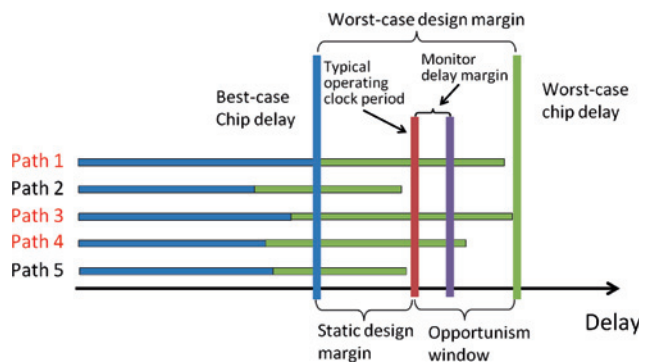 Worst-case design margin
Typical
operating
clock period
Monitor
delay margin
Best-case
Chip delay
Worst-case
chip delay
Path 1
Path 2
Path 3
Path 4
Path 5
Delay
Static design
margin
Opportunism
window